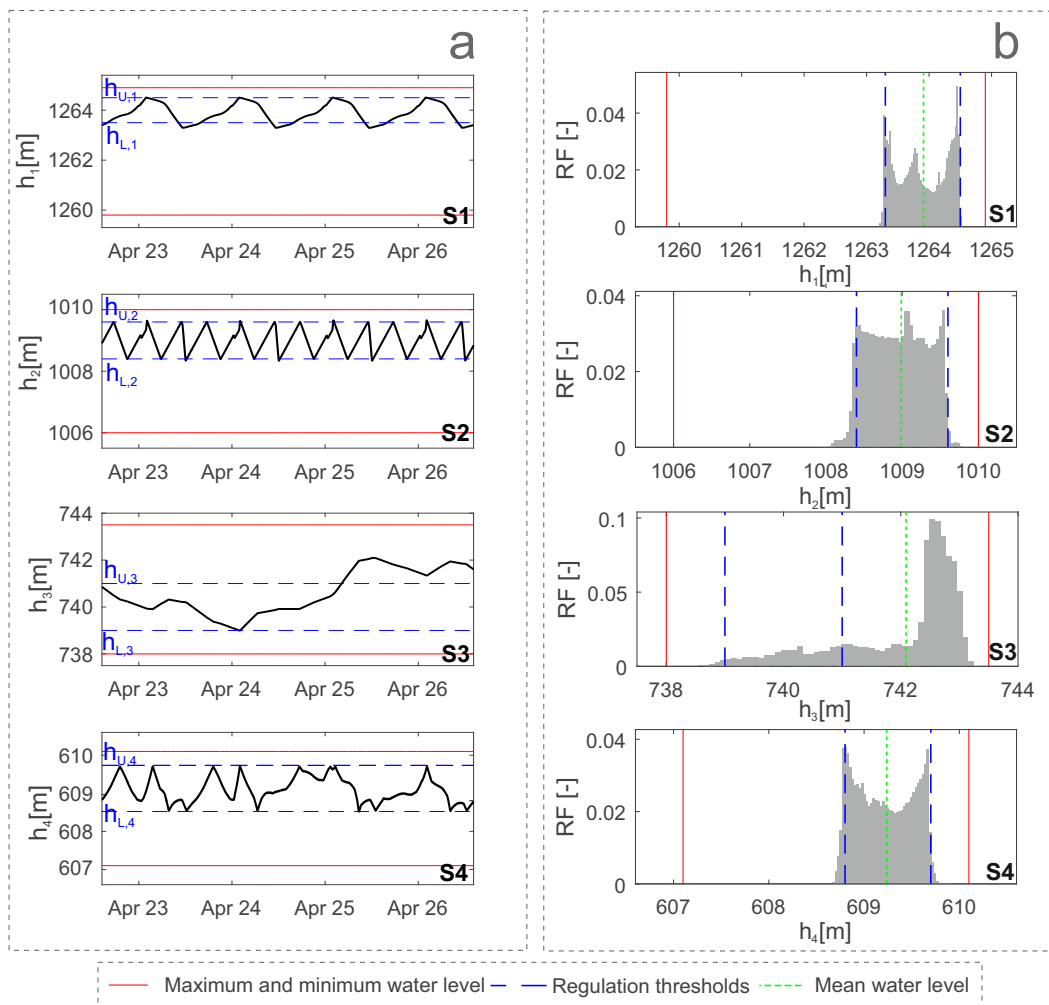 a
h_U,1
1264
h_L,1
1262
1260
h_1[m]
S1
Apr 23 Apr 24 Apr 25 Apr 26
1010
h_U,2
1008
h_L,2
1006
h_2[m]
S2
Apr 23 Apr 24 Apr 25 Apr 26
744
742
h_U,3
740
h_L,3
738
h_3[m]
S3
Apr 23 Apr 24 Apr 25 Apr 26
610
h_U,4
609
608
h_L,4
607
h_4[m]
S4
Apr 23 Apr 24 Apr 25 Apr 26
b
0.04
0.02
0
RF [-]
S1
1260 1261 1262 1263 1264 1265
h_1[m]
0.04
0.02
0
RF [-]
S2
1006 1007 1008 1009 1010
h_2[m]
0.1
0.05
0
RF [-]
S3
738 740 742 744
h_3[m]
0.04
0.02
0
RF [-]
S4
607 608 609 610
h_4[m]
Maximum and minimum water level Regulation thresholds Mean water level